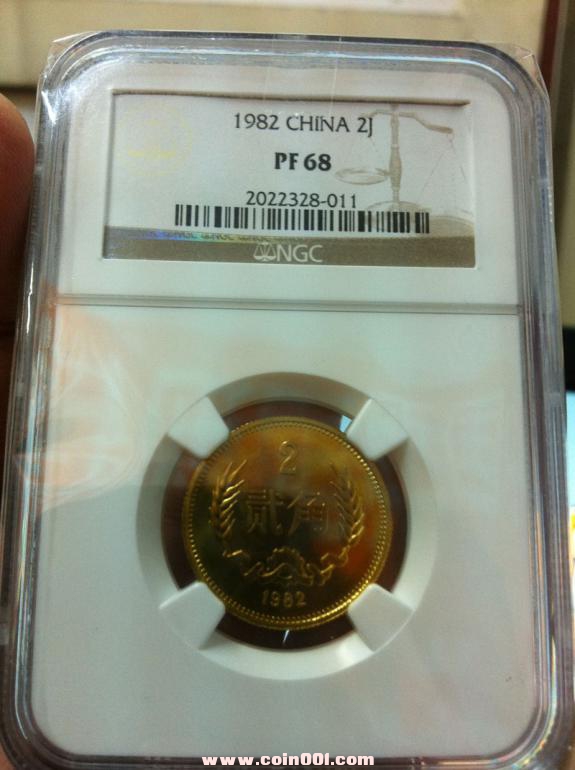 1982 CHINA 2J
PF 68
2022328-011
NGC
2
贰角
1982
www.coin001.com